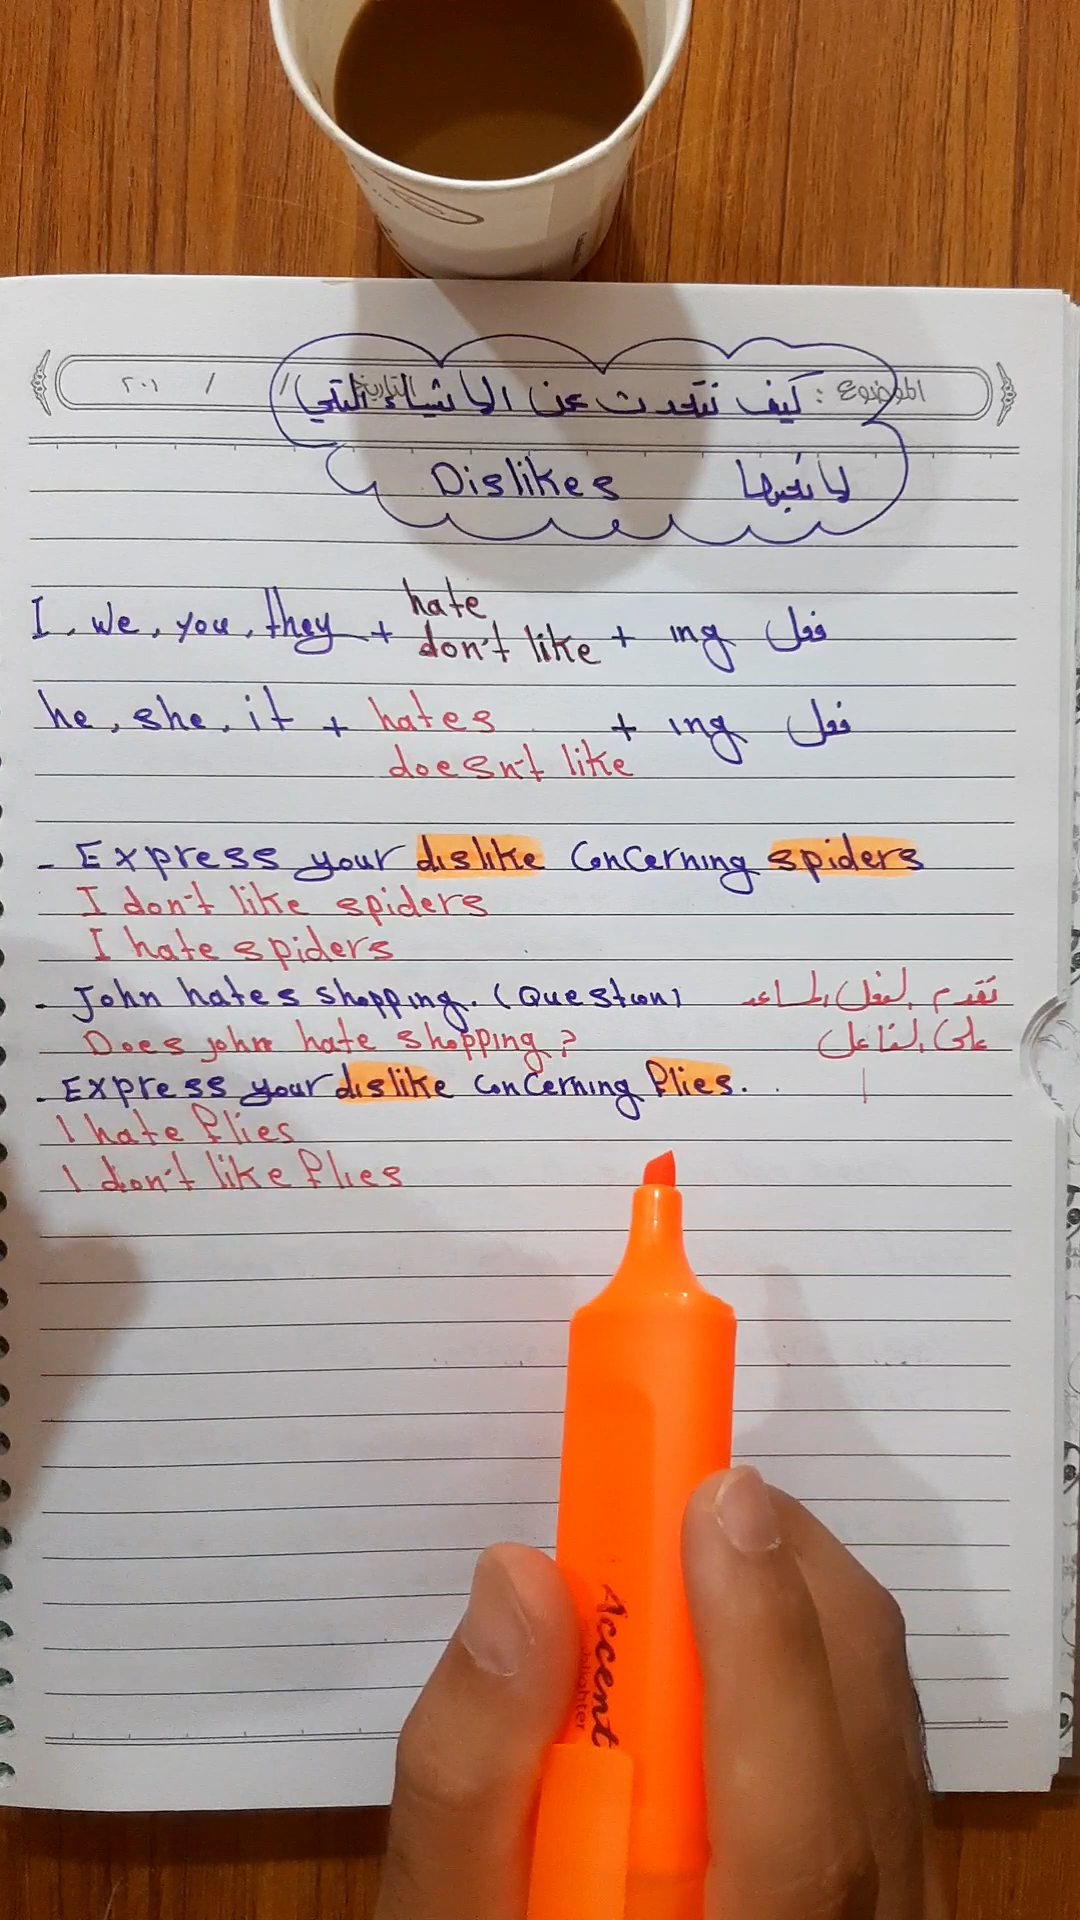 الموضوع : كيف نتحدث عن الاشياء التي
التاريخ / / ٢٠١
لا نحبها Dislikes
I, we, you, they + hate
don't like + ing فعل
he, she, it + hates + ing فعل
doesn't like
- Express your dislike concerning spiders
I don't like spiders
I hate spiders
- John hates shopping. (Question) نقدم الفعل المساعد
Does john hate shopping? على الفاعل
- Express your dislike concerning flies.
I hate flies
I don't like flies
Accent